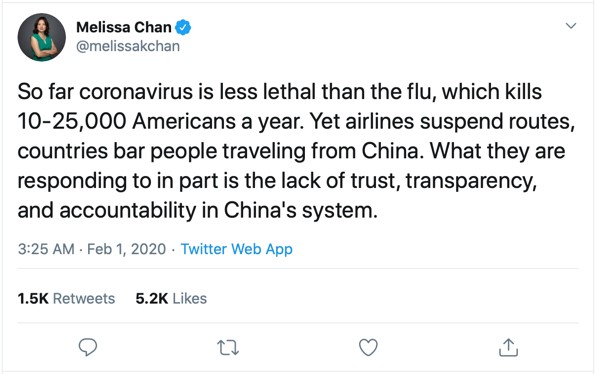 Melissa Chan
@melissakchan
So far coronavirus is less lethal than the flu, which kills
10-25,000 Americans a year. Yet airlines suspend routes,
countries bar people traveling from China. What they are
responding to in part is the lack of trust, transparency,
and accountability in China's system.
3:25 AM · Feb 1, 2020 · Twitter Web App
1.5K Retweets 5.2K Likes